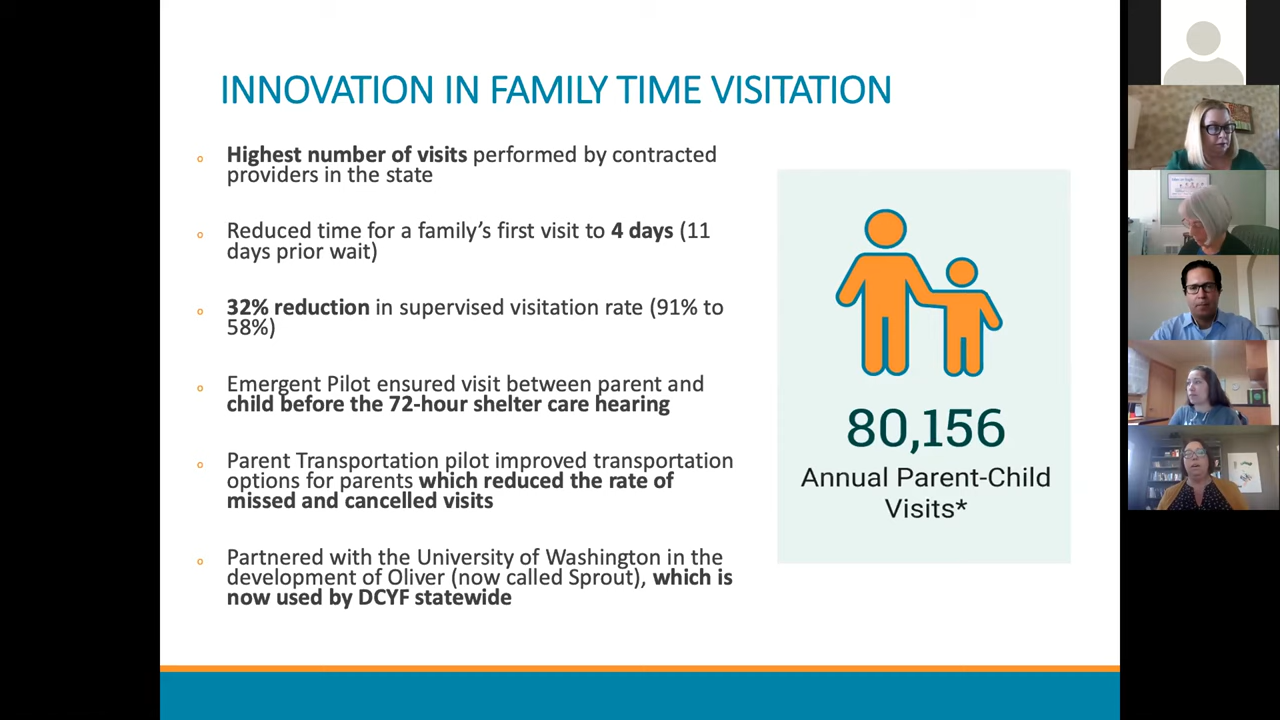 INNOVATION IN FAMILY TIME VISITATION
Highest number of visits performed by contracted
providers in the state
Reduced time for a family’s first visit to 4 days (11
days prior wait)
32% reduction in supervised visitation rate (91% to
58%)
Emergent Pilot ensured visit between parent and
child before the 72-hour shelter care hearing
Parent Transportation pilot improved transportation
options for parents which reduced the rate of
missed and cancelled visits
Partnered with the University of Washington in the
development of Oliver (now called Sprout), which is
now used by DCYF statewide
80,156
Annual Parent-Child
Visits*